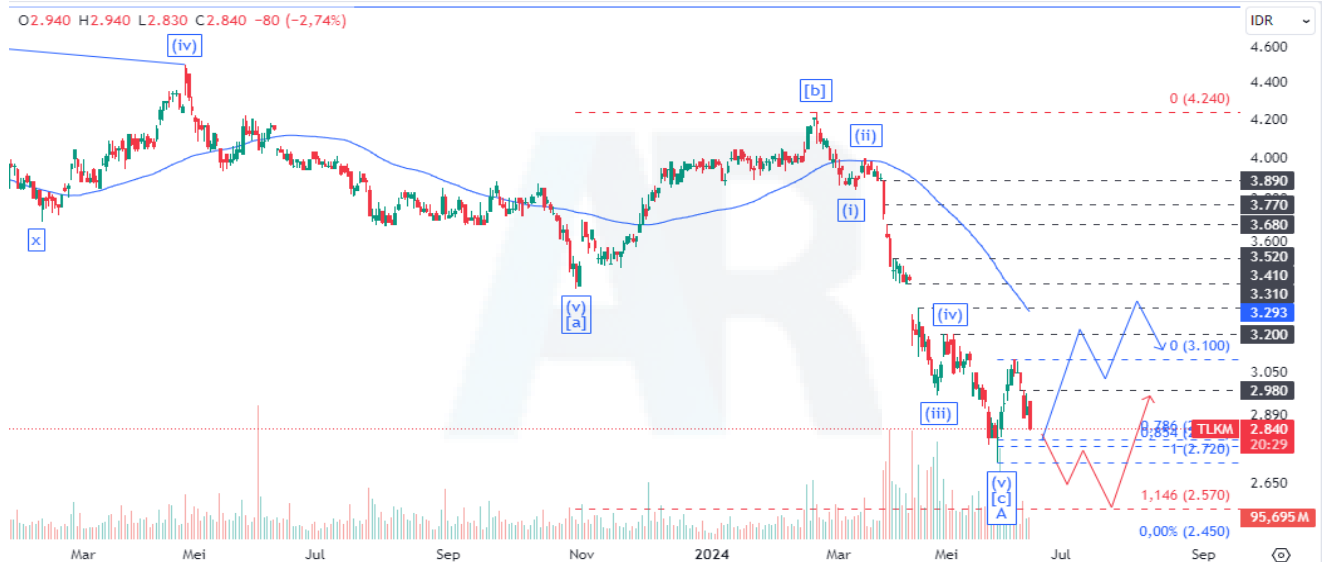 O2.940 H2.940 L2.830 C2.840 −80 (−2,74%)
IDR
4.600
(iv)
4.400
[b]
0 (4.240)
4.200
(ii)
4.000
3.890
(i)
3.770
3.680
x
3.600
3.520
3.410
3.310
(v)
[a]
(iv)
3.293
3.200
0 (3.100)
3.050
2.980
(iii)
2.890
0,786
TLKM
2.840
0,854
20:29
1 (2.720)
(v)
[c]
A
2.650
1,146 (2.570)
95,695M
0,00% (2.450)
Mar Mei Jul Sep Nov 2024 Mar Mei Jul Sep
AR